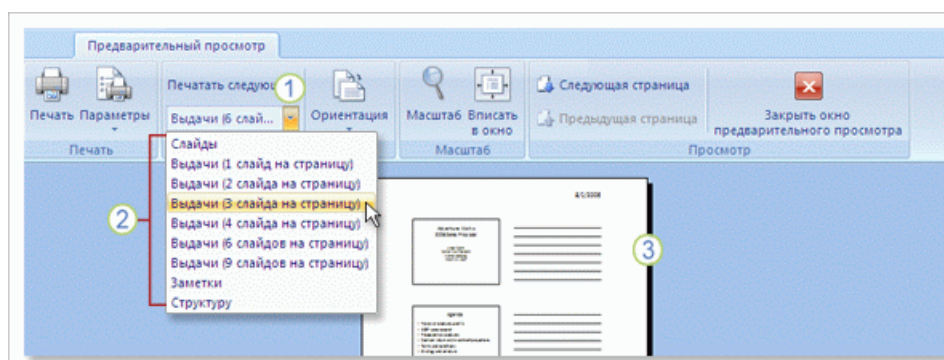 Предварительный просмотр
Печатать следую
1
Следующая страница
Печать Параметры
Выдачи (6 слай...
Ориентация
Масштаб Вписать
в окно
Предыдущая страница
Закрыть окно
предварительного просмотра
Печать
Масштаб
Просмотр
Слайды
Выдачи (1 слайд на страницу)
Выдачи (2 слайда на страницу)
Выдачи (3 слайда на страницу)
Выдачи (4 слайда на страницу)
Выдачи (6 слайдов на страницу)
Выдачи (9 слайдов на страницу)
Заметки
Структуру
2
3
Agenda